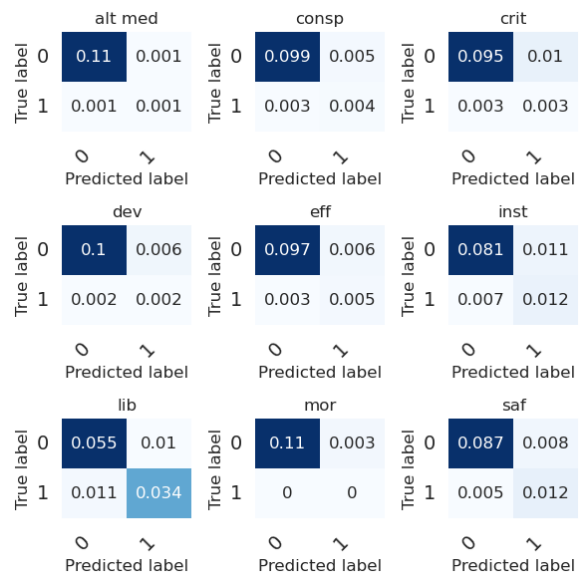 alt med consp crit
True label 0 0.11 0.001 True label 0 0.099 0.005 True label 0 0.095 0.01
1 0.001 0.001 1 0.003 0.004 1 0.003 0.003
0 1 0 1 0 1
Predicted label Predicted label Predicted label
dev eff inst
True label 0 0.1 0.006 True label 0 0.097 0.006 True label 0 0.081 0.011
1 0.002 0.002 1 0.003 0.005 1 0.007 0.012
0 1 0 1 0 1
Predicted label Predicted label Predicted label
lib mor saf
True label 0 0.055 0.01 True label 0 0.11 0.003 True label 0 0.087 0.008
1 0.011 0.034 1 0 0 1 0.005 0.012
0 1 0 1 0 1
Predicted label Predicted label Predicted label